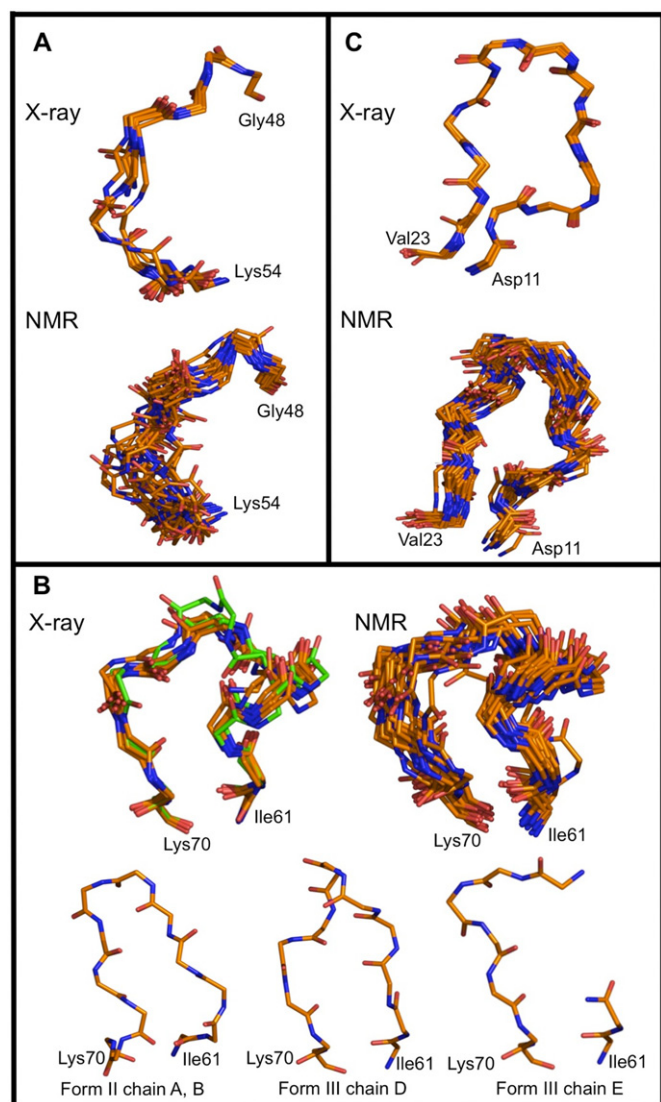 A
X-ray
Gly48
Lys54
NMR
Gly48
Lys54
C
X-ray
Val23
Asp11
NMR
Val23
Asp11
B
X-ray
NMR
Lys70
Ile61
Lys70
Ile61
Lys70
Ile61
Lys70
Ile61
Lys70
Ile61
Form II chain A, B
Form III chain D
Form III chain E